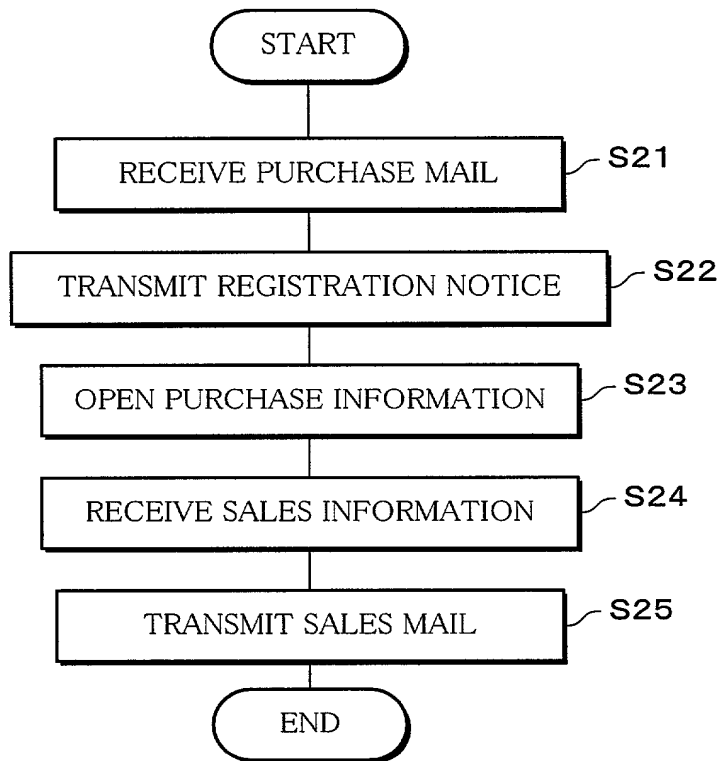 START
RECEIVE PURCHASE MAIL
S21
TRANSMIT REGISTRATION NOTICE
S22
OPEN PURCHASE INFORMATION
S23
RECEIVE SALES INFORMATION
S24
TRANSMIT SALES MAIL
S25
END